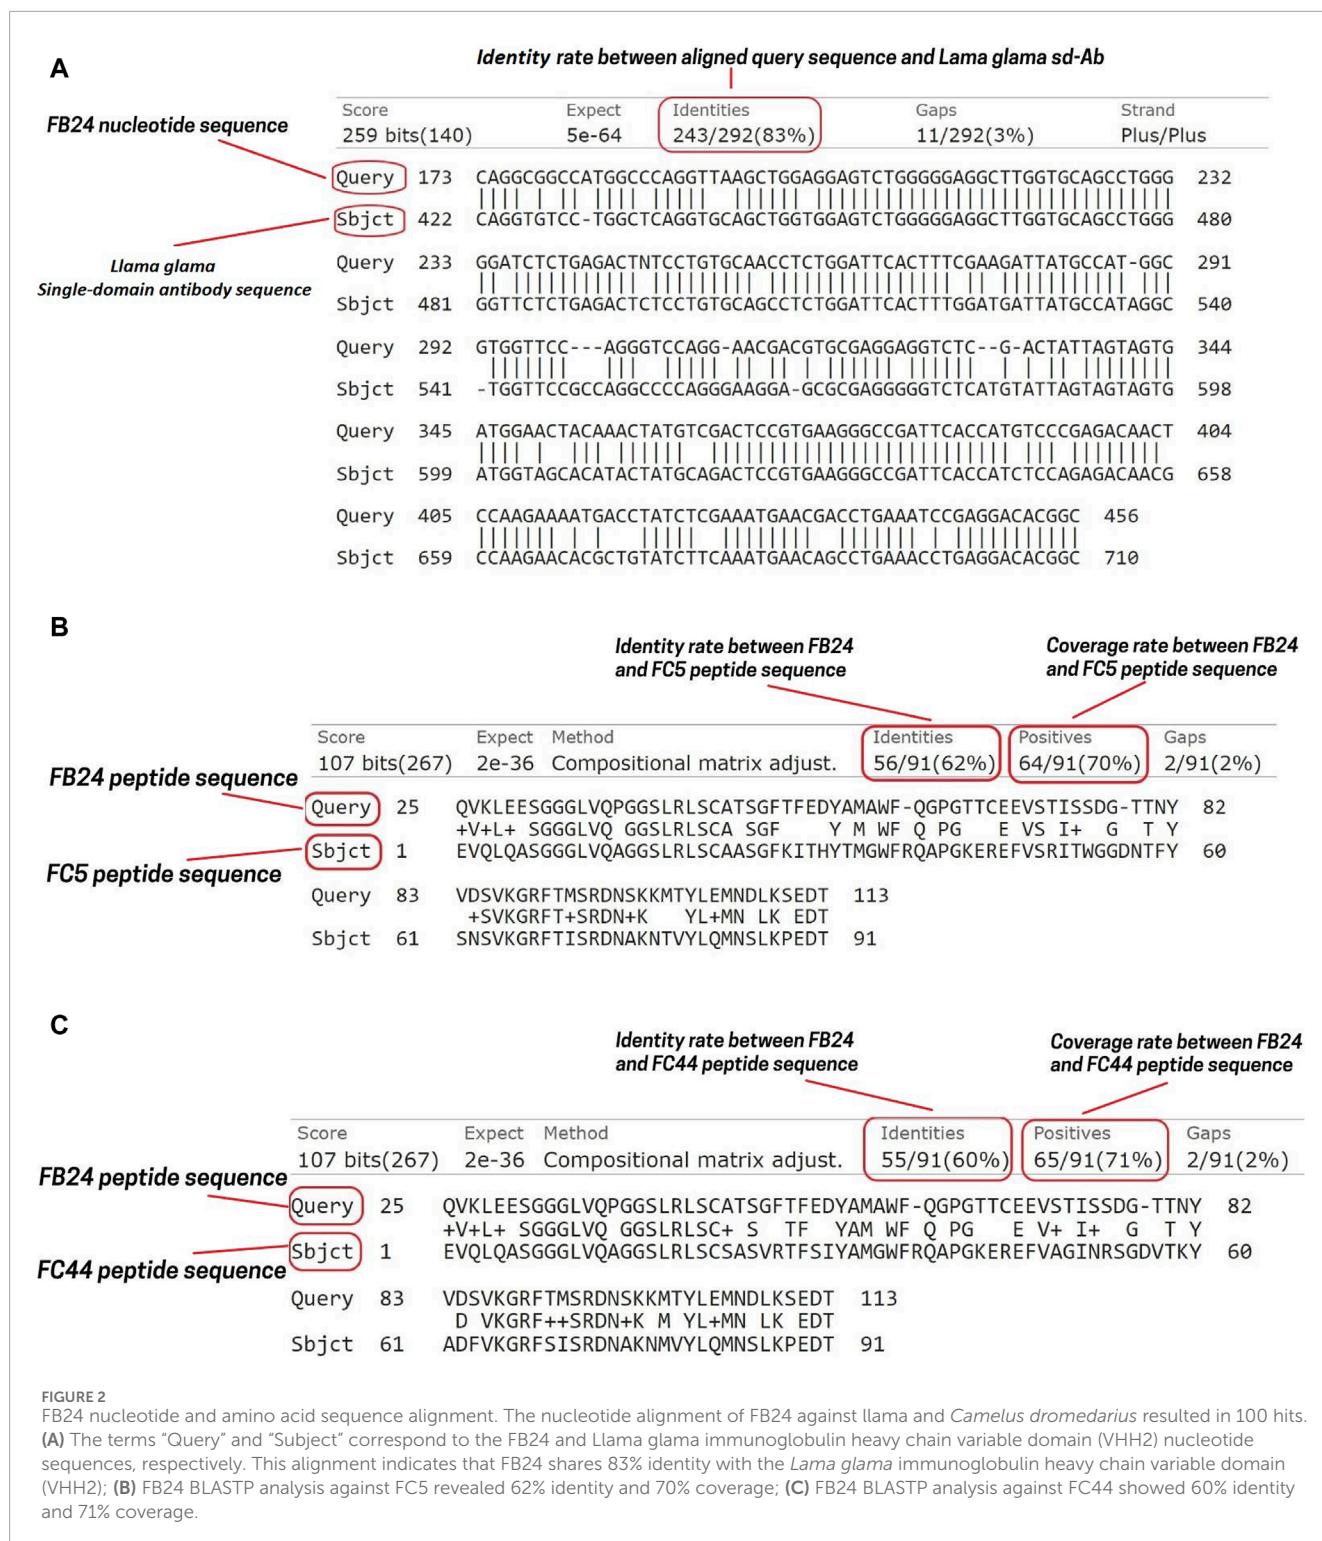 A
Identity rate between aligned query sequence and Lama glama sd-Ab
FB24 nucleotide sequence
Score Expect Identities Gaps Strand
259 bits(140) 5e-64 243/292(83%) 11/292(3%) Plus/Plus
Query 173 CAGGCGGCCATGGCCCAGGTTAAGCTGGAGGAGTCTGGGGGAGGCTTGGTGCAGCCTGGG 232
Sbjct 422 CAGGTGTCC-TGGCTCAGGTGCAGCTGGTGGAGTCTGGGGGAGGCTTGGTGCAGCCTGGG 480
Llama glama
Single-domain antibody sequence
Query 233 GGATCTCTGAGACTNTCCTGTGCAACCTCTGGATTCACTTTCGAAGATTATGCCAT-GGC 291
Sbjct 481 GGTTCTCTGAGACTCTCCTGTGCAGCCTCTGGATTCACTTTGGATGATTATGCCATAGGC 540
Query 292 GTGGTTCC---AGGGTCCAGG-AACGACGTGCGAGGAGGTCTC--G-ACTATTAGTAGTG 344
Sbjct 541 -TGGTTCCGCCAGGCCCCAGGGAAGGA-GCGCGAGGGGGTCTCATGTATTAGTAGTAGTG 598
Query 345 ATGGAACTACAAACTATGTCGACTCCGTGAAGGGCCGATTCACCATGTCCCGAGACAACT 404
Sbjct 599 ATGGTAGCACATACTATGCAGACTCCGTGAAGGGCCGATTCACCATCTCCAGAGACAACG 658
Query 405 CCAAGAAAATGACCTATCTCGAAATGAACGACCTGAAATCCGAGGACACGGC 456
Sbjct 659 CCAAGAACACGCTGTATCTTCAAATGAACAGCCTGAAACCTGAGGACACGGC 710
B
Identity rate between FB24
and FC5 peptide sequence
Coverage rate between FB24
and FC5 peptide sequence
Score Expect Method Identities Positives Gaps
107 bits(267) 2e-36 Compositional matrix adjust. 56/91(62%) 64/91(70%) 2/91(2%)
FB24 peptide sequence
Query 25 QVKLEESGGGLVQPGGSLRLSCATSGFTFEDYAMAWF-QGPGTTCEEVSTISSDG-TTNY 82
+V+L+ SGGGLVQ GGSLRLSCA SGF Y M WF Q PG E VS I+ G T Y
Sbjct 1 EVQLQASGGGLVQAGGSLRLSCAASGFKITHYTMGWFRQAPGKEREFVSRITWGGDNTFY 60
FC5 peptide sequence
Query 83 VDSVKGRFTMSRDNSKKMTYLEMNDLKSEDT 113
+SVKGRFT+SRDN+K YL+MN LK EDT
Sbjct 61 SNSVKGRFTISRDNAKNTVYLQMNSLKPEDT 91
C
Identity rate between FB24
and FC44 peptide sequence
Coverage rate between FB24
and FC44 peptide sequence
Score Expect Method Identities Positives Gaps
107 bits(267) 2e-36 Compositional matrix adjust. 55/91(60%) 65/91(71%) 2/91(2%)
FB24 peptide sequence
Query 25 QVKLEESGGGLVQPGGSLRLSCATSGFTFEDYAMAWF-QGPGTTCEEVSTISSDG-TTNY 82
+V+L+ SGGGLVQ GGSLRLSC+ S TF YAM WF Q PG E V+ I+ G T Y
Sbjct 1 EVQLQASGGGLVQAGGSLRLSCSASVRTFSIYAMGWFRQAPGKEREFVAGINRSGDVTKY 60
FC44 peptide sequence
Query 83 VDSVKGRFTMSRDNSKKMTYLEMNDLKSEDT 113
D VKGRF++SRDN+K M YL+MN LK EDT
Sbjct 61 ADFVKGRFSISRDNAKNMVYLQMNSLKPEDT 91
FIGURE 2
FB24 nucleotide and amino acid sequence alignment. The nucleotide alignment of FB24 against llama and Camelus dromedarius resulted in 100 hits.
(A) The terms “Query” and “Subject” correspond to the FB24 and Llama glama immunoglobulin heavy chain variable domain (VHH2) nucleotide
sequences, respectively. This alignment indicates that FB24 shares 83% identity with the Lama glama immunoglobulin heavy chain variable domain
(VHH2); (B) FB24 BLASTP analysis against FC5 revealed 62% identity and 70% coverage; (C) FB24 BLASTP analysis against FC44 showed 60% identity
and 71% coverage.